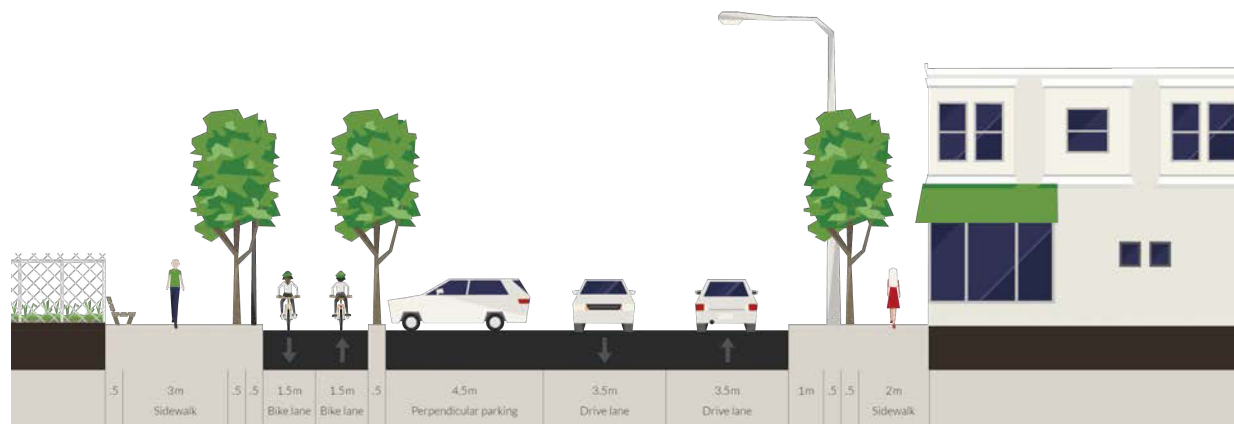 .5 3m .5 .5 1.5m 1.5m .5 4.5m 3.5m 3.5m 1m .5 .5 2m
Sidewalk Bike lane Bike lane Perpendicular parking Drive lane Drive lane Sidewalk